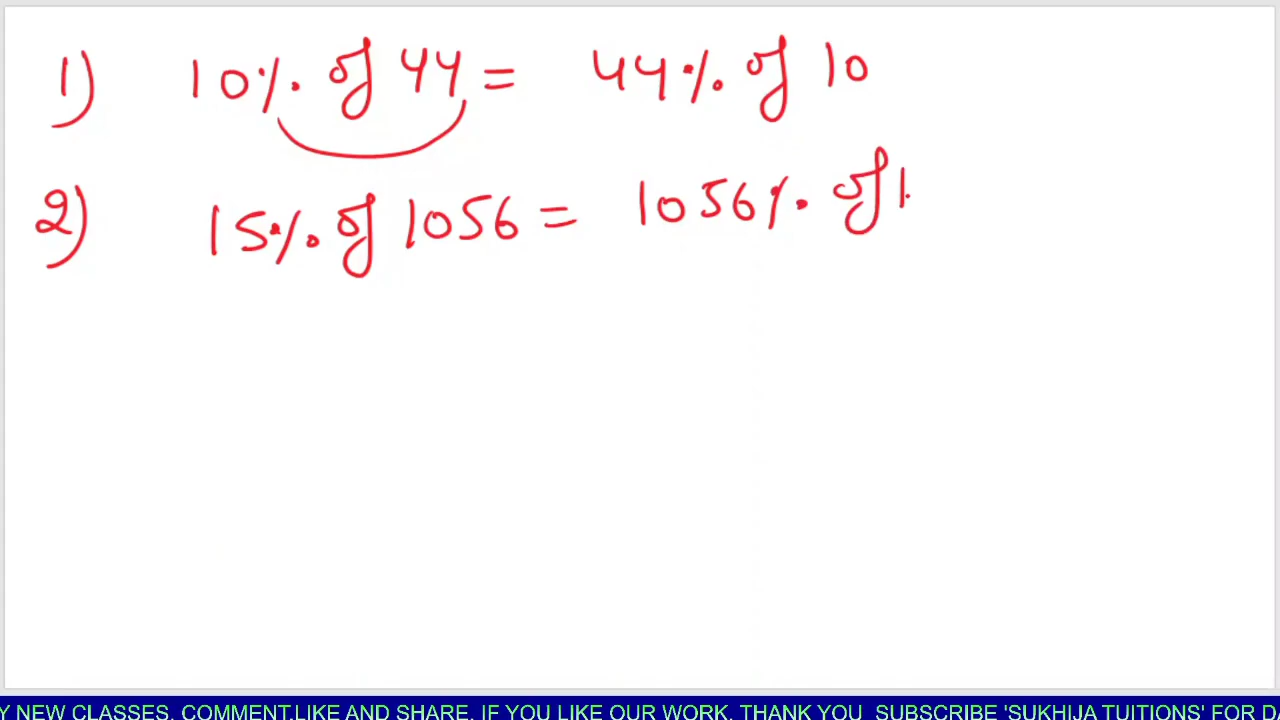 1) 10% of 44 = 44% of 10
2) 15% of 1056 = 1056% of 1
Y NEW CLASSES. COMMENT,LIKE AND SHARE. IF YOU LIKE OUR WORK. THANK YOU SUBSCRIBE 'SUKHIJA TUITIONS' FOR D